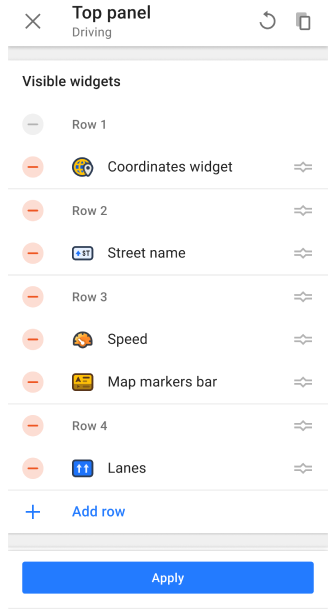 Top panel
Driving
Visible widgets
Row 1
Coordinates widget
Row 2
Street name
Row 3
Speed
Map markers bar
Row 4
Lanes
Add row
Apply